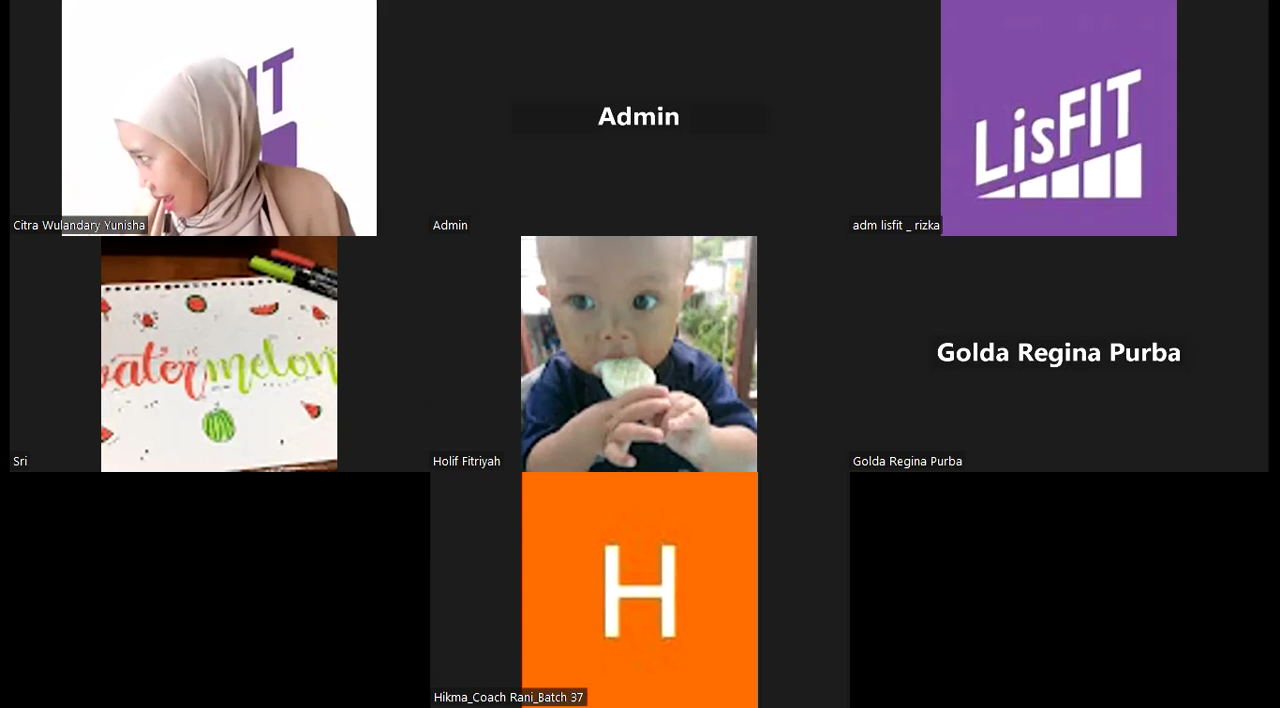 IT
Citra Wulandary Yunisha
Admin
Admin
LisFIT
adm lisfit _ rizka
watermelon
Sri
Holif Fitriyah
Golda Regina Purba
Golda Regina Purba
H
Hikma_Coach Rani_Batch 37